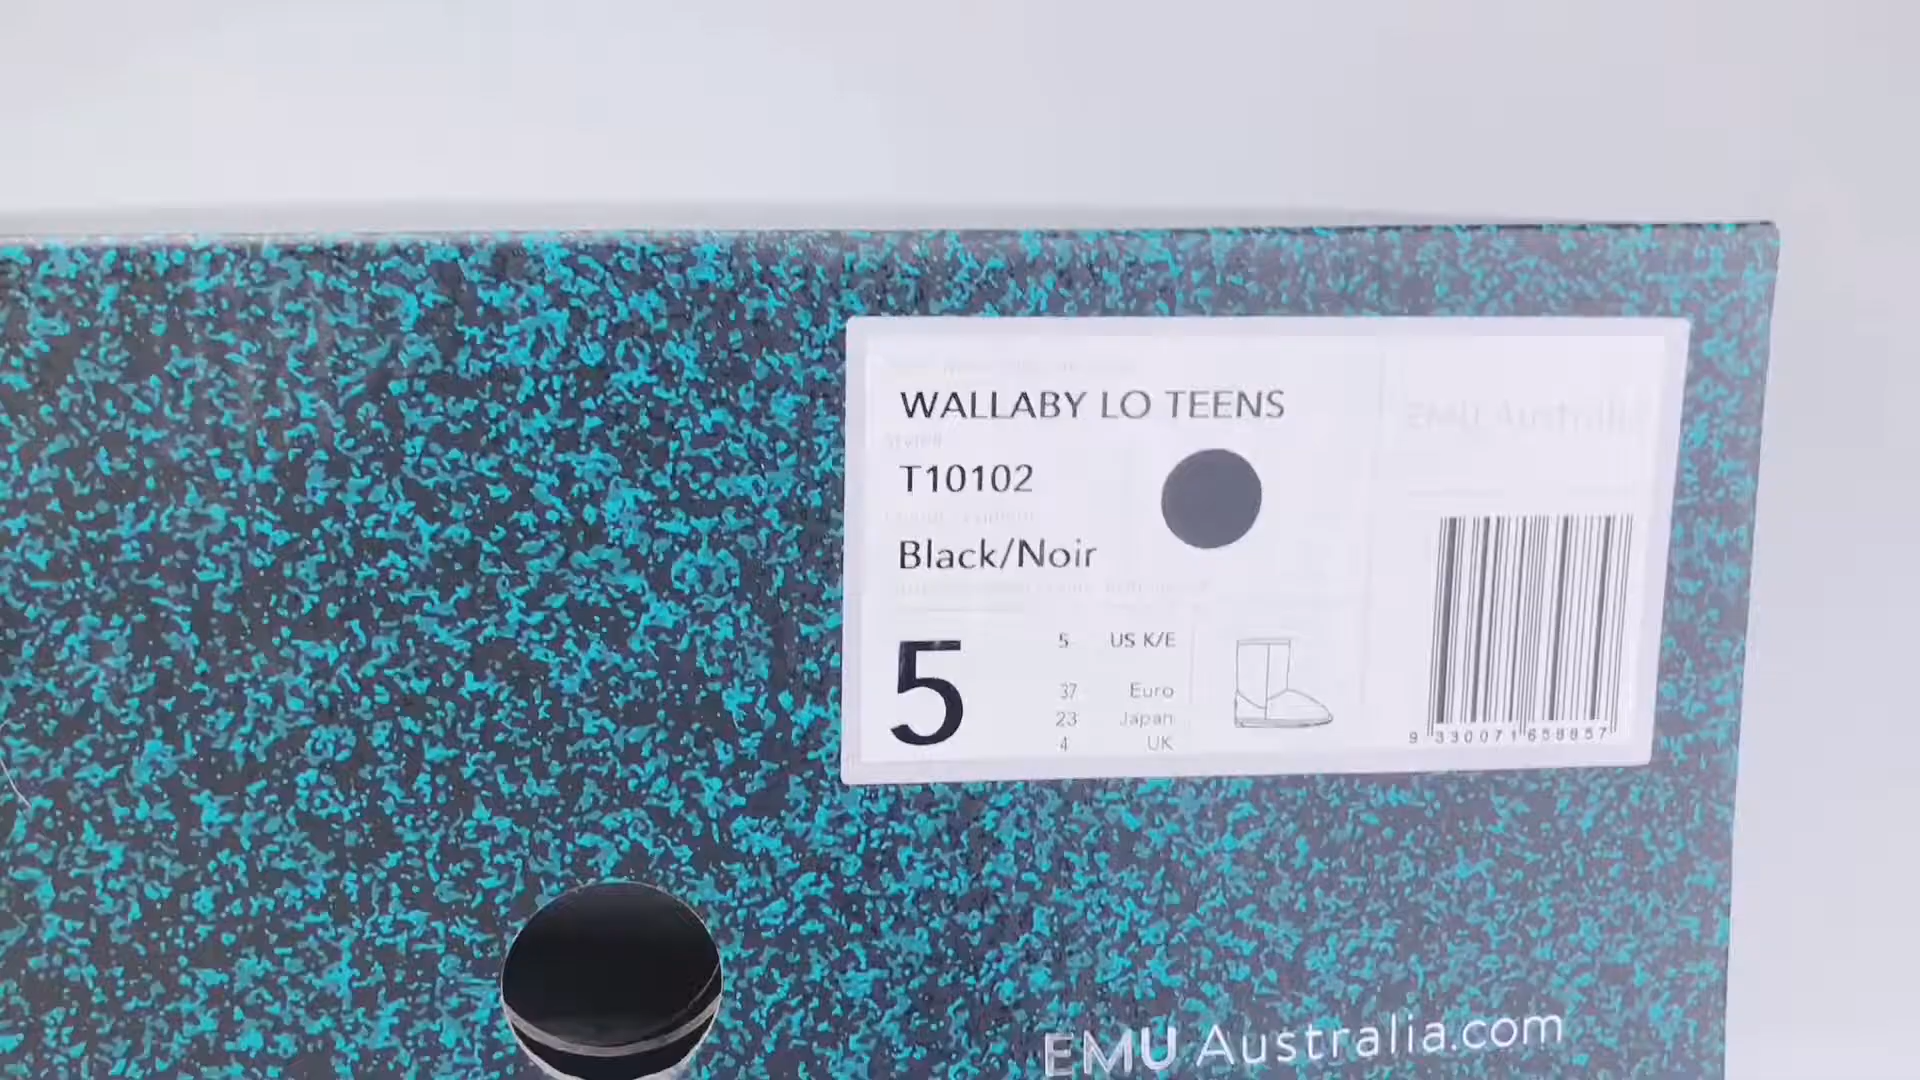 WALLABY LO TEENS
Style#
T10102
Black/Noir
5
5 US K/E
37 Euro
23 Japan
4 UK
EMU Australia
9 330071 658857
EMU Australia.com